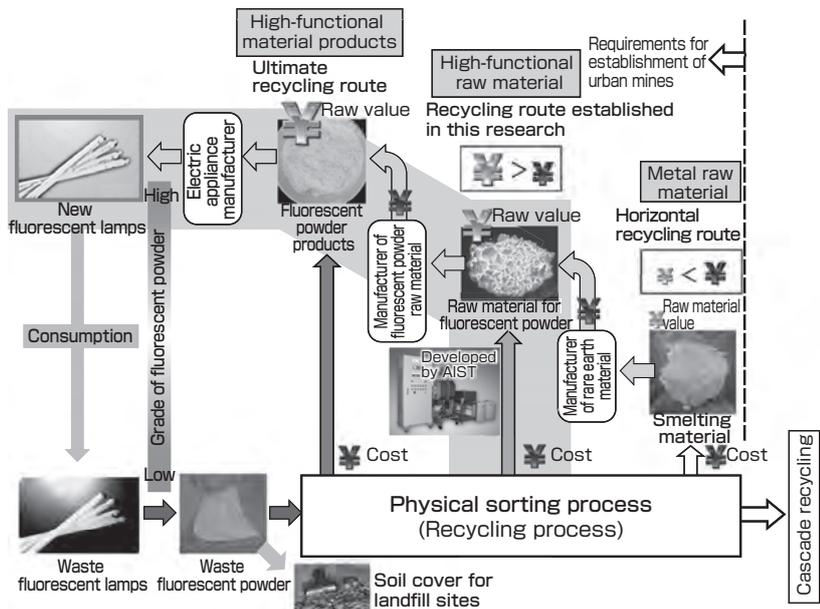 High-functional
material products
Ultimate
recycling route
¥ Raw value
High-functional
raw material
Recycling route established
in this research
¥ > ¥
Requirements for
establishment of
urban mines
Metal raw
material
Horizontal
recycling route
¥ < ¥
¥ Raw material
value
New
fluorescent lamps
High
Electric
appliance
manufacturer
Fluorescent
powder
products
¥
Manufacturer of
fluorescent powder
raw material
¥ Raw value
Raw material for
fluorescent powder
¥
Manufacturer
of rare earth
material
Smelting
material
Consumption
Grade of fluorescent powder
Low
Developed
by AIST
¥ Cost
¥ Cost
¥ Cost
Waste
fluorescent lamps
Waste
fluorescent powder
Physical sorting process
(Recycling process)
Cascade recycling
Soil cover for
landfill sites